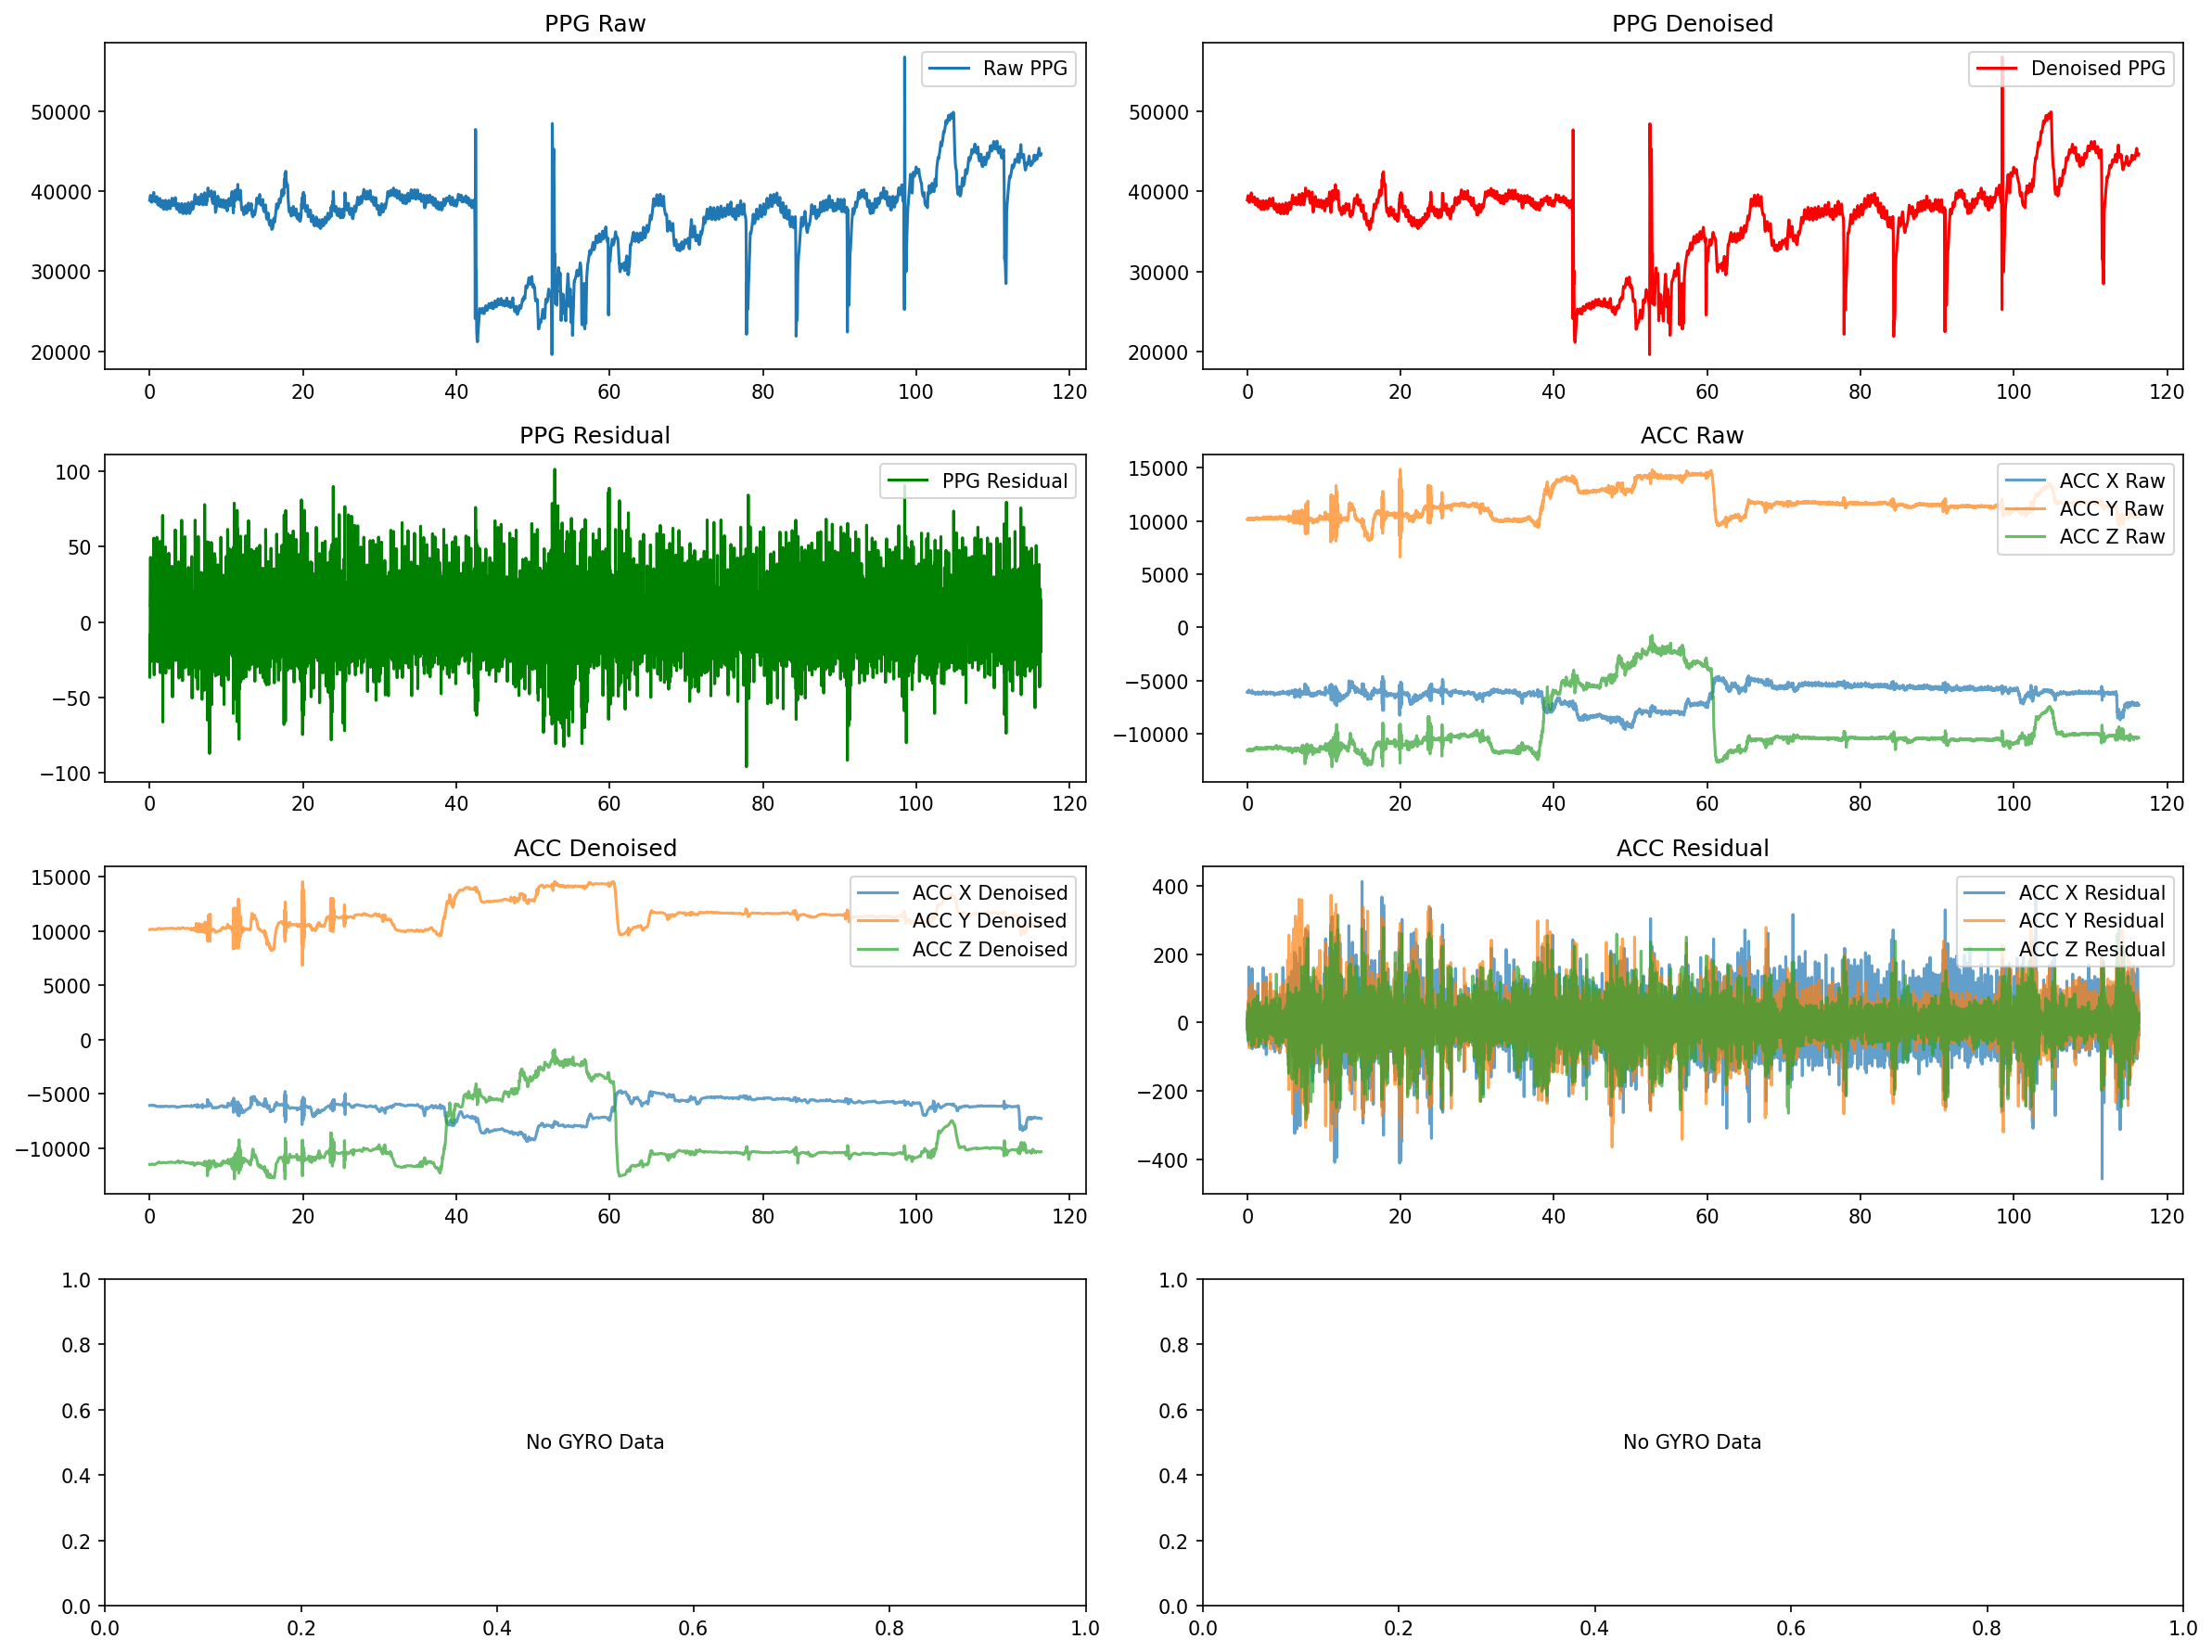 PPG Raw
Raw PPG
50000
40000
30000
20000
0 20 40 60 80 100 120
PPG Denoised
Denoised PPG
50000
40000
30000
20000
0 20 40 60 80 100 120
PPG Residual
PPG Residual
100
50
0
−50
−100
0 20 40 60 80 100 120
ACC Raw
ACC X Raw
ACC Y Raw
ACC Z Raw
15000
10000
5000
0
−5000
−10000
0 20 40 60 80 100 120
ACC Denoised
ACC X Denoised
ACC Y Denoised
ACC Z Denoised
15000
10000
5000
0
−5000
−10000
0 20 40 60 80 100 120
ACC Residual
ACC X Residual
ACC Y Residual
ACC Z Residual
400
200
0
−200
−400
0 20 40 60 80 100 120
1.0
0.8
0.6
0.4
0.2
0.0
No GYRO Data
0.0 0.2 0.4 0.6 0.8 1.0
1.0
0.8
0.6
0.4
0.2
0.0
No GYRO Data
0.0 0.2 0.4 0.6 0.8 1.0